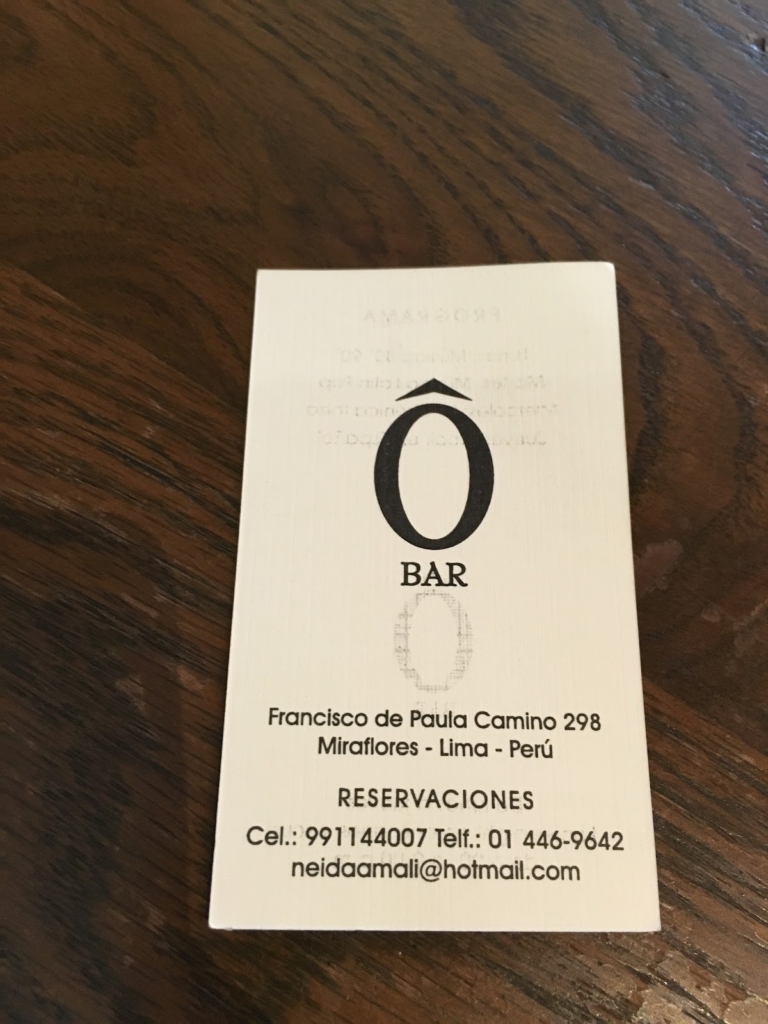 Ô
BAR
Francisco de Paula Camino 298
Miraflores - Lima - Perú
RESERVACIONES
Cel.: 991144007 Telf.: 01 446-9642
neidaamali@hotmail.com